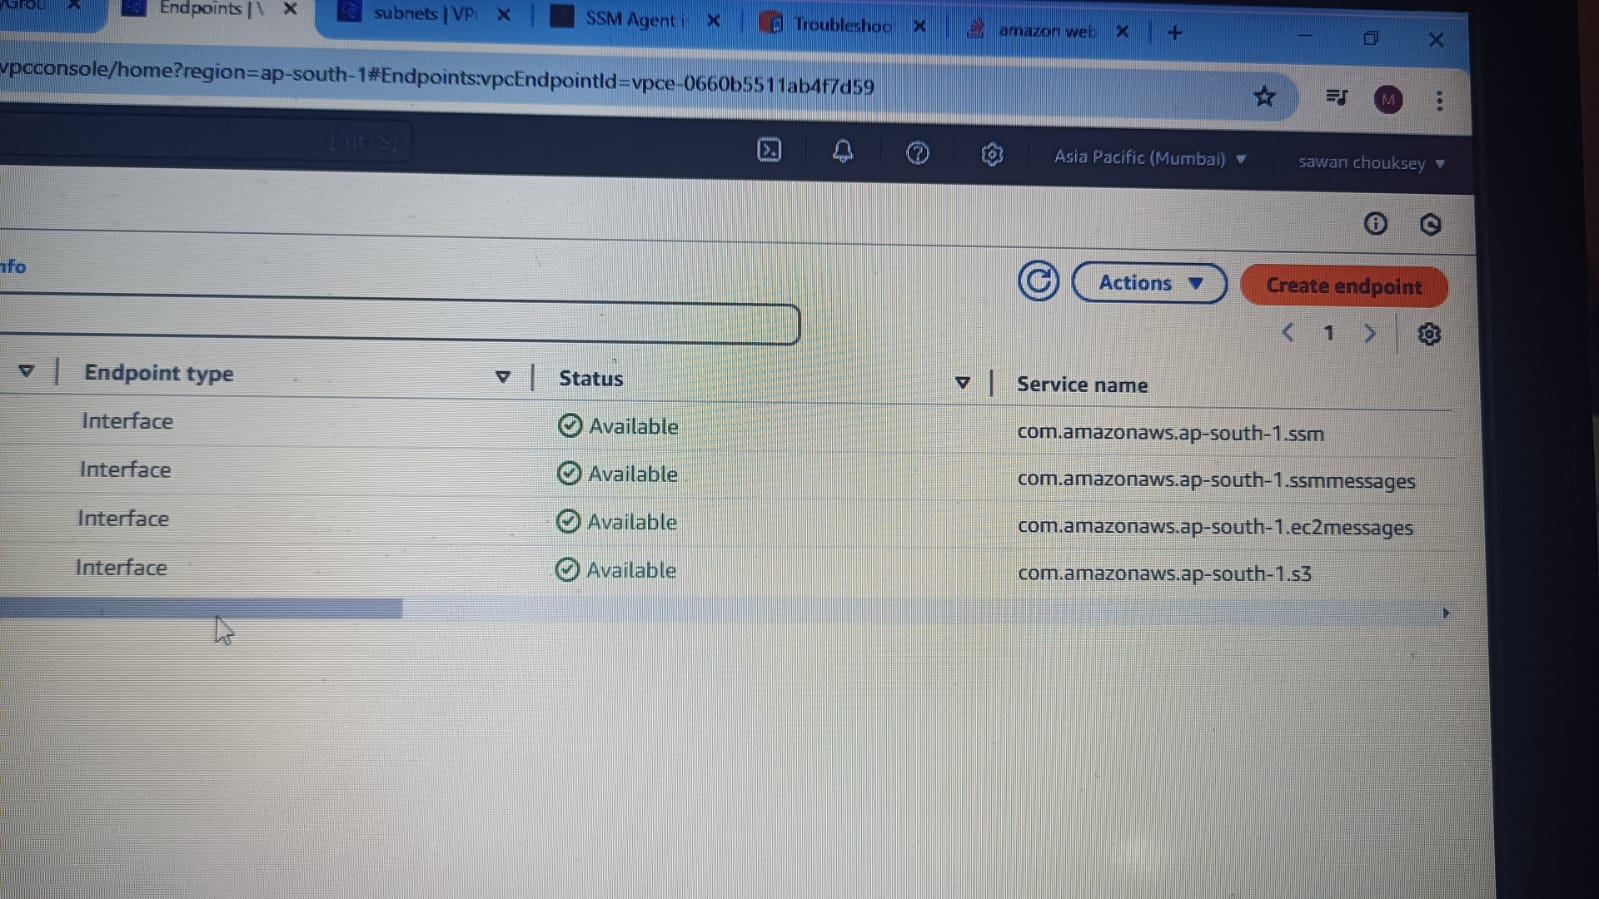 Endpoints | V
subnets | VP
SSM Agent i
Troubleshoo
amazon web
vpcconsole/home?region=ap-south-1#Endpoints:vpcEndpointId=vpce-0660b5511ab4f7d59
M
[Alt+S]
Asia Pacific (Mumbai)
sawan chouksey
nfo
Actions
Create endpoint
1
Endpoint type
Status
Service name
Interface Available com.amazonaws.ap-south-1.ssm
Interface Available com.amazonaws.ap-south-1.ssmmessages
Interface Available com.amazonaws.ap-south-1.ec2messages
Interface Available com.amazonaws.ap-south-1.s3